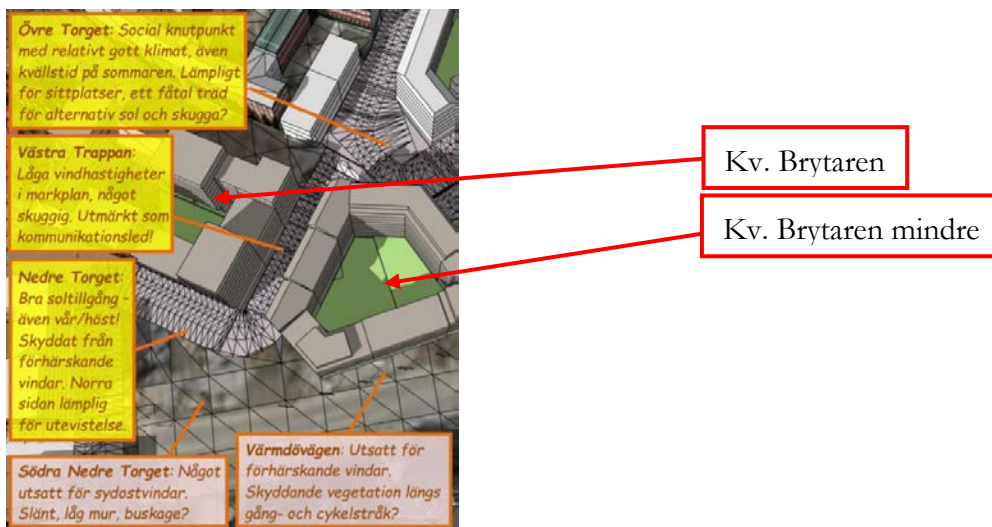 Övre Torget: Social knutpunkt
med relativt gott klimat, även
kvällstid på sommaren. Lämpligt
för sittplatser, ett fåtal träd
för alternativ sol och skugga?
Västra Trappan:
Låga vindhastigheter
i markplan, något
skuggig. Utmärkt som
kommunikationsled!
Nedre Torget:
Bra soltillgång -
även vår/höst!
Skyddat från
förhärskande
vindar. Norra
sidan lämplig
för utevistelse.
Södra Nedre Torget: Något
utsatt för sydostvindar.
Slänt, låg mur, buskage?
Värmdövägen: Utsatt för
förhärskande vindar.
Skyddande vegetation längs
gång- och cykelstråk?
Kv. Brytaren
Kv. Brytaren mindre